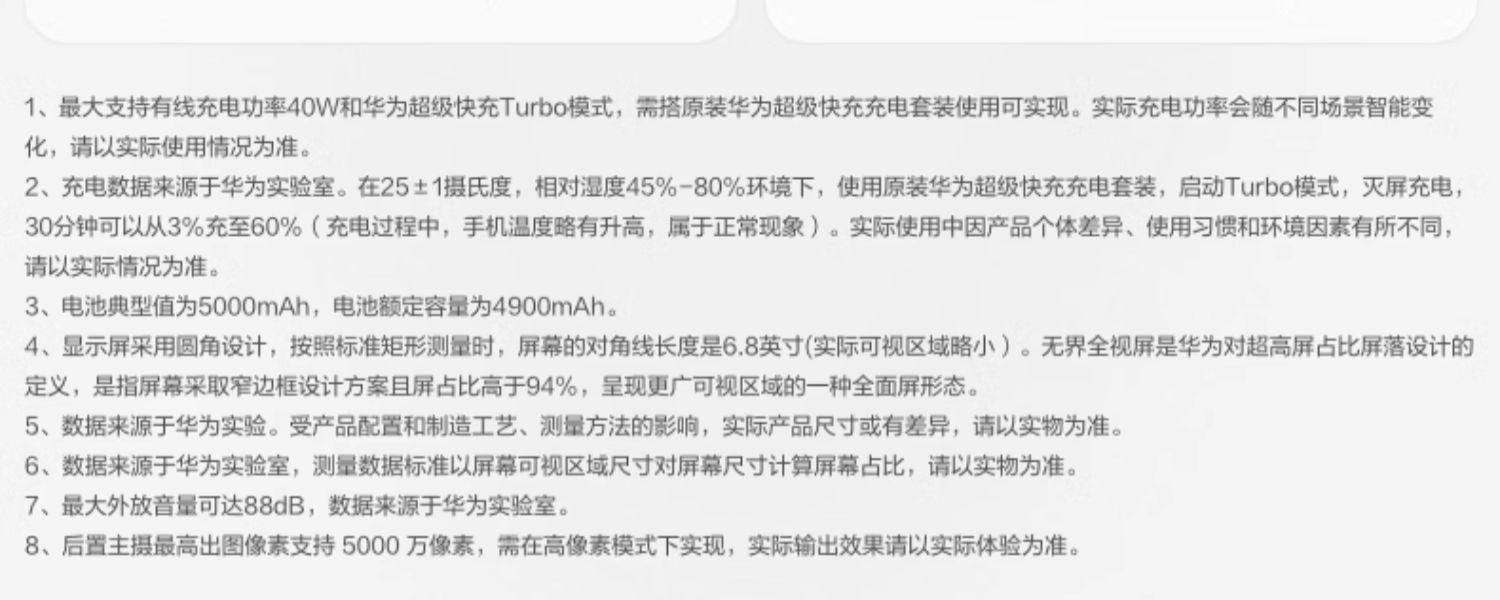 1、最大支持有线充电功率40W和华为超级快充Turbo模式，需搭原装华为超级快充充电套装使用可实现。实际充电功率会随不同场景智能变
化，请以实际使用情况为准。
2、充电数据来源于华为实验室。在25±1摄氏度，相对湿度45%-80%环境下，使用原装华为超级快充充电套装，启动Turbo模式，灭屏充电，
30分钟可以从3%充至60%（充电过程中，手机温度略有升高，属于正常现象）。实际使用中因产品个体差异、使用习惯和环境因素有所不同，
请以实际情况为准。
3、电池典型值为5000mAh，电池额定容量为4900mAh。
4、显示屏采用圆角设计，按照标准矩形测量时，屏幕的对角线长度是6.8英寸(实际可视区域略小）。无界全视屏是华为对超高屏占比屏落设计的
定义，是指屏幕采取窄边框设计方案且屏占比高于94%，呈现更广可视区域的一种全面屏形态。
5、数据来源于华为实验。受产品配置和制造工艺、测量方法的影响，实际产品尺寸或有差异，请以实物为准。
6、数据来源于华为实验室，测量数据标准以屏幕可视区域尺寸对屏幕尺寸计算屏幕占比，请以实物为准。
7、最大外放音量可达88dB，数据来源于华为实验室。
8、后置主摄最高出图像素支持 5000 万像素，需在高像素模式下实现，实际输出效果请以实际体验为准。